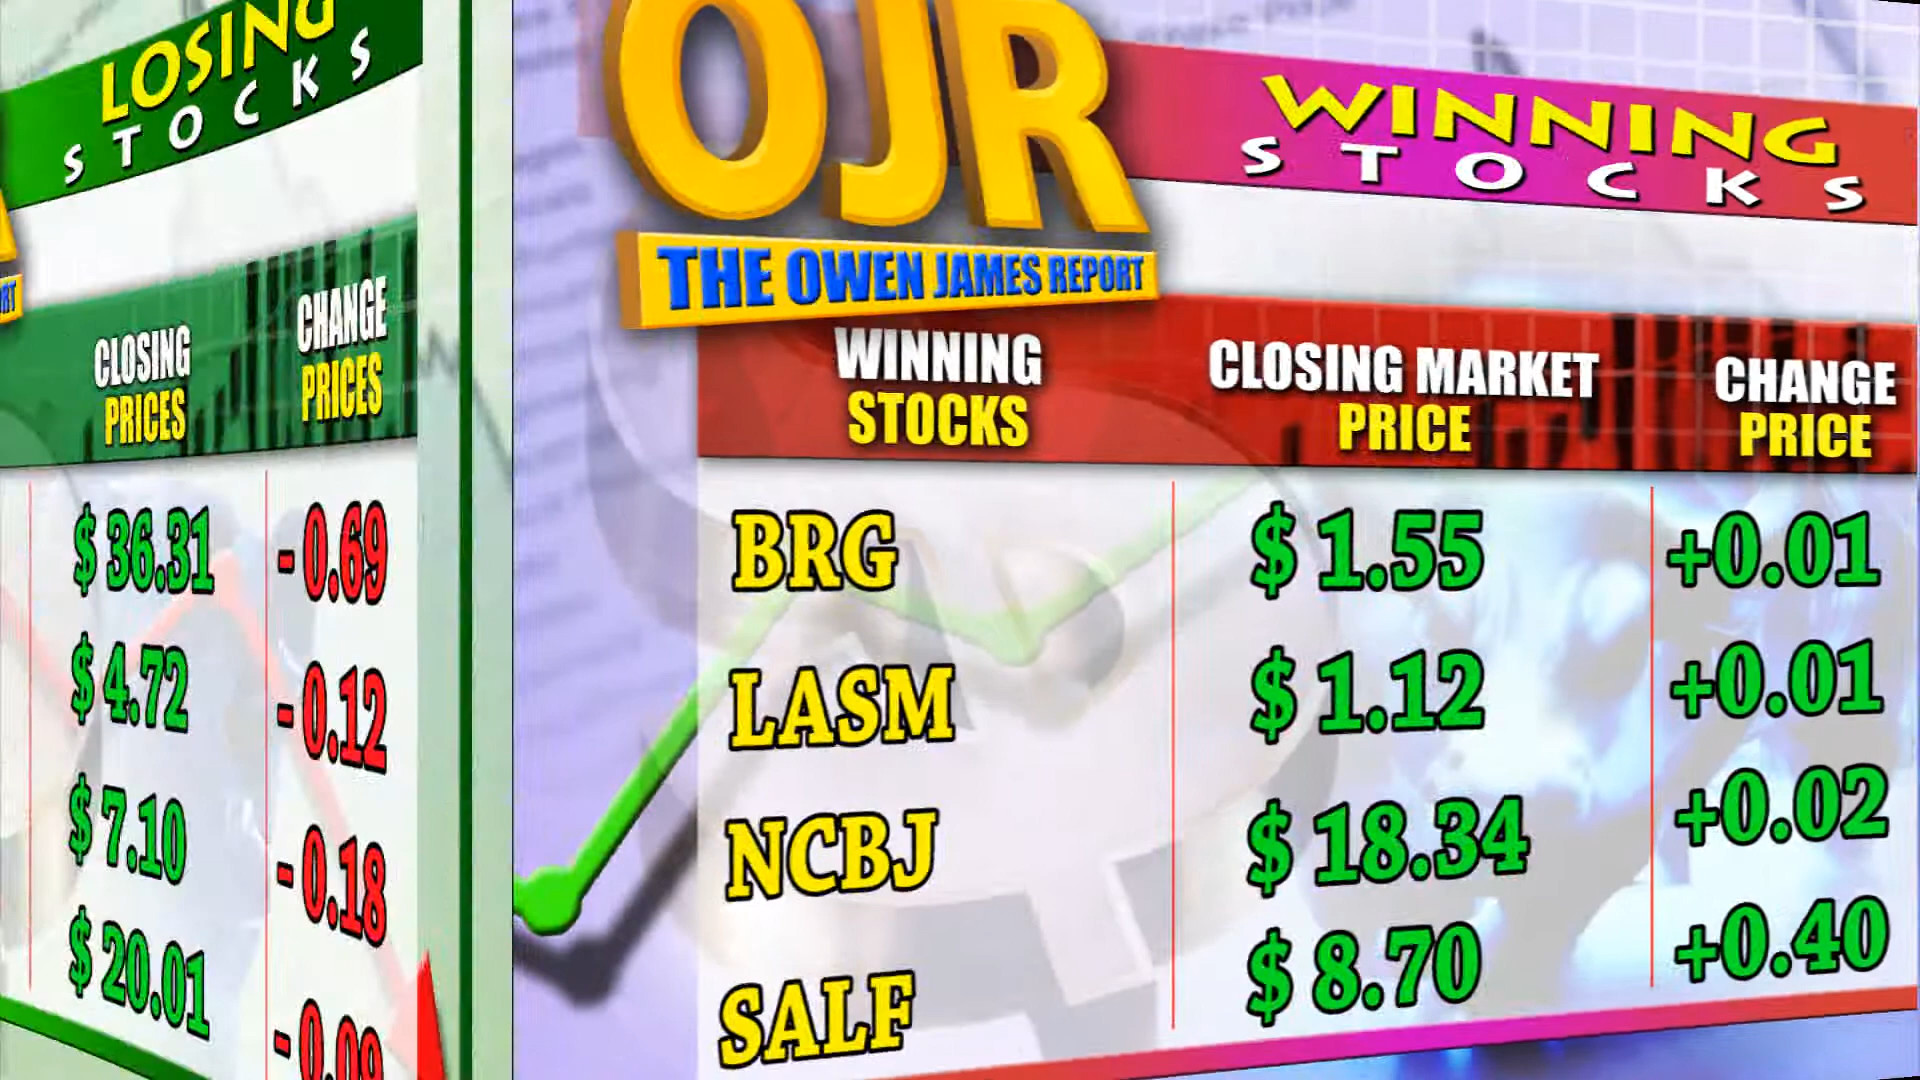 LOSING
STOCKS
CLOSING
PRICES
CHANGE
PRICES
$ 36.31 - 0.69
$ 4.72 - 0.12
$ 7.10 - 0.18
$ 20.01 - 0.09
OJR
THE OWEN JAMES REPORT
WINNING
STOCKS
WINNING
STOCKS
CLOSING MARKET
PRICE
CHANGE
PRICE
BRG $ 1.55 +0.01
LASM $ 1.12 +0.01
NCBJ $ 18.34 +0.02
SALF $ 8.70 +0.40